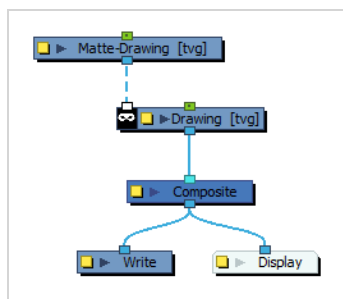 Matte-Drawing [tvg]
Drawing [tvg]
Composite
Write
Display